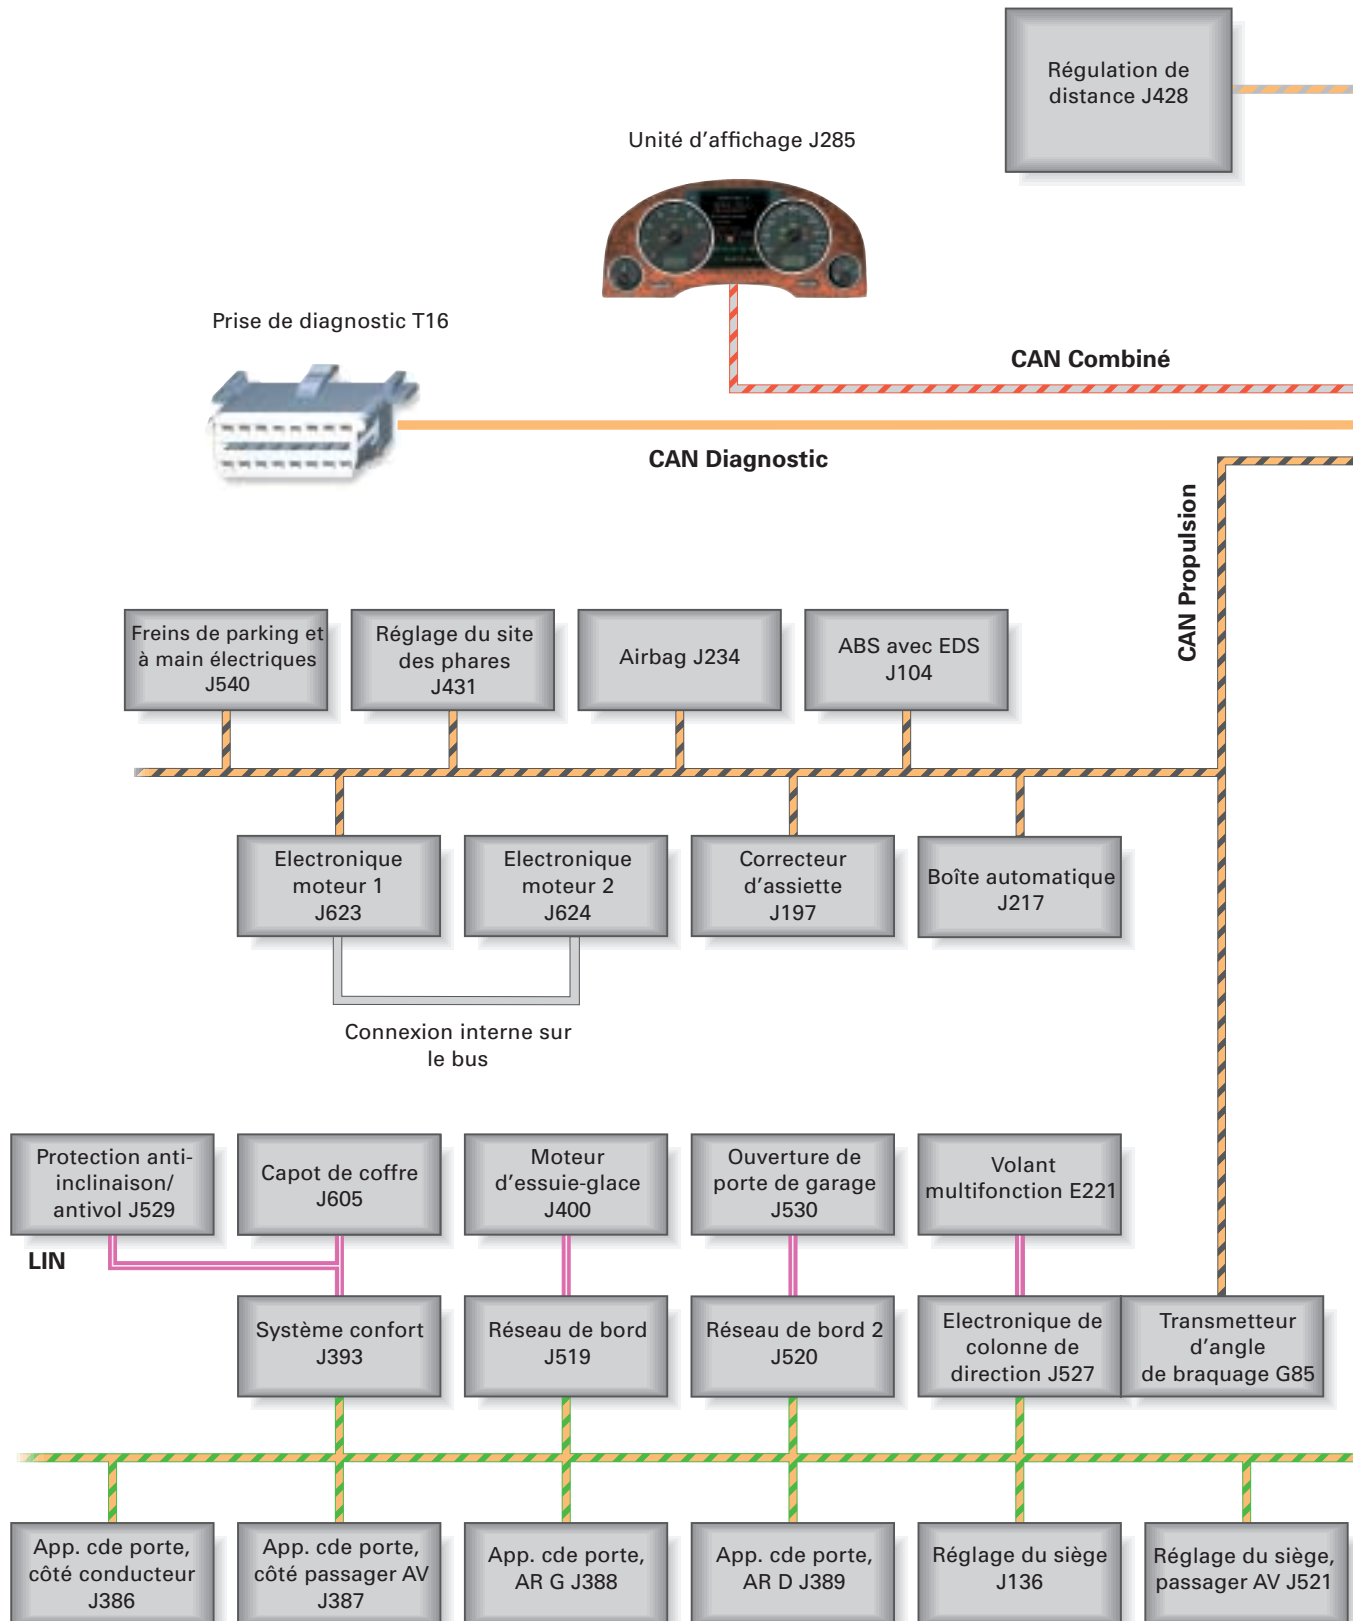 Régulation de
distance J428
Unité d'affichage J285
Prise de diagnostic T16
CAN Combiné
CAN Diagnostic
CAN Propulsion
Freins de parking et
à main électriques
J540
Réglage du site
des phares
J431
Airbag J234
ABS avec EDS
J104
Electronique
moteur 1
J623
Electronique
moteur 2
J624
Correcteur
d'assiette
J197
Boîte automatique
J217
Connexion interne sur
le bus
Protection anti-
inclinaison/
antivol J529
Capot de coffre
J605
Moteur
d'essuie-glace
J400
Ouverture de
porte de garage
J530
Volant
multifonction E221
LIN
Système confort
J393
Réseau de bord
J519
Réseau de bord 2
J520
Electronique de
colonne de
direction J527
Transmetteur
d'angle
de braquage G85
App. cde porte,
côté conducteur
J386
App. cde porte,
côté passager AV
J387
App. cde porte,
AR G J388
App. cde porte,
AR D J389
Réglage du siège
J136
Réglage du siège,
passager AV J521